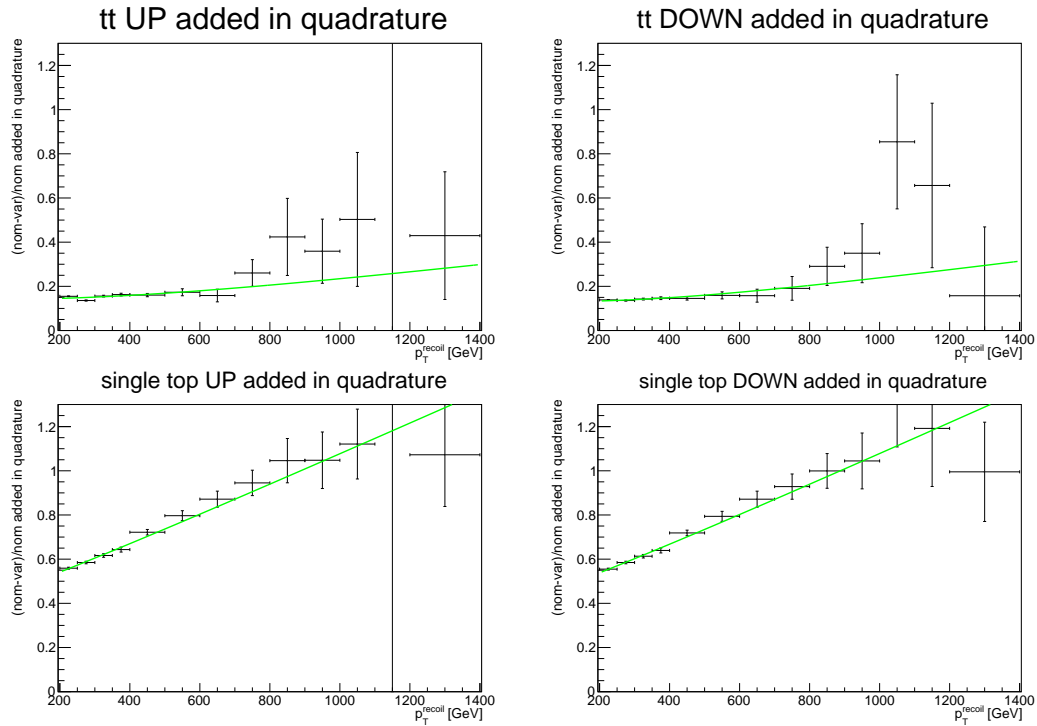 tt UP added in quadrature
(nom-var)/nom added in quadrature
1.2
1
0.8
0.6
0.4
0.2
0
200 400 600 800 1000 1200 1400
p_T^recoil [GeV]
tt DOWN added in quadrature
(nom-var)/nom added in quadrature
1.2
1
0.8
0.6
0.4
0.2
0
200 400 600 800 1000 1200 1400
p_T^recoil [GeV]
single top UP added in quadrature
(nom-var)/nom added in quadrature
1.2
1
0.8
0.6
0.4
0.2
0
200 400 600 800 1000 1200 1400
p_T^recoil [GeV]
single top DOWN added in quadrature
(nom-var)/nom added in quadrature
1.2
1
0.8
0.6
0.4
0.2
0
200 400 600 800 1000 1200 1400
p_T^recoil [GeV]